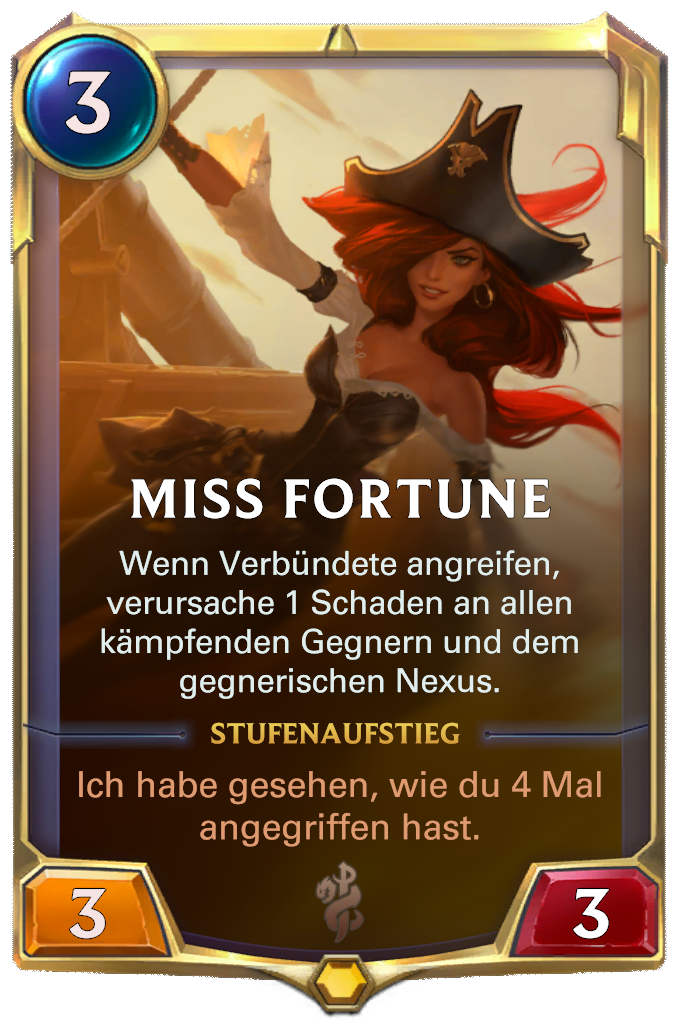 3
MISS FORTUNE
Wenn Verbündete angreifen,
verursache 1 Schaden an allen
kämpfenden Gegnern und dem
gegnerischen Nexus.
STUFENAUFSTIEG
Ich habe gesehen, wie du 4 Mal
angegriffen hast.
3
3